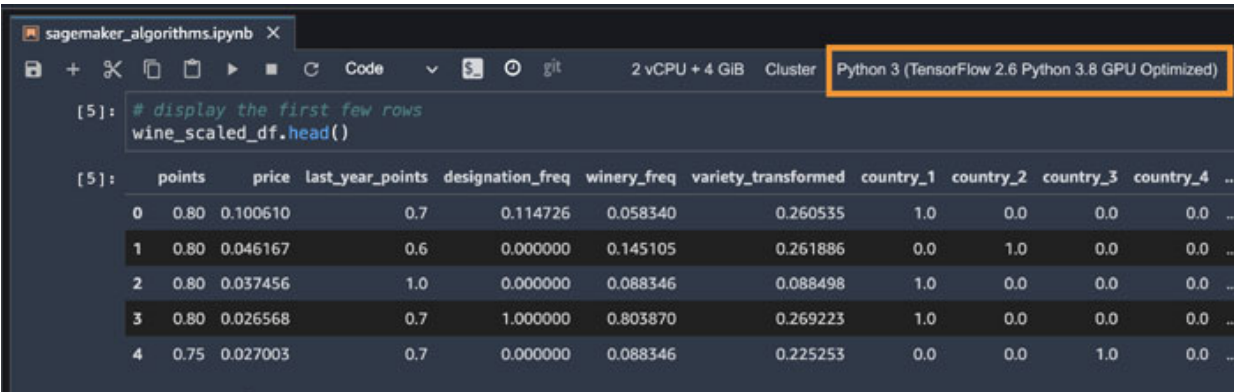 sagemaker_algorithms.ipynb
Code git 2 vCPU + 4 GiB Cluster Python 3 (TensorFlow 2.6 Python 3.8 GPU Optimized)
[5]: # display the first few rows
wine_scaled_df.head()
[5]: points price last_year_points designation_freq winery_freq variety_transformed country_1 country_2 country_3 country_4 ..
0 0.80 0.100610 0.7 0.114726 0.058340 0.260535 1.0 0.0 0.0 0.0 ..
1 0.80 0.046167 0.6 0.000000 0.145105 0.261886 0.0 1.0 0.0 0.0 ..
2 0.80 0.037456 1.0 0.000000 0.088346 0.088498 1.0 0.0 0.0 0.0 ..
3 0.80 0.026568 0.7 1.000000 0.803870 0.269223 1.0 0.0 0.0 0.0 ..
4 0.75 0.027003 0.7 0.000000 0.088346 0.225253 0.0 0.0 1.0 0.0 ..